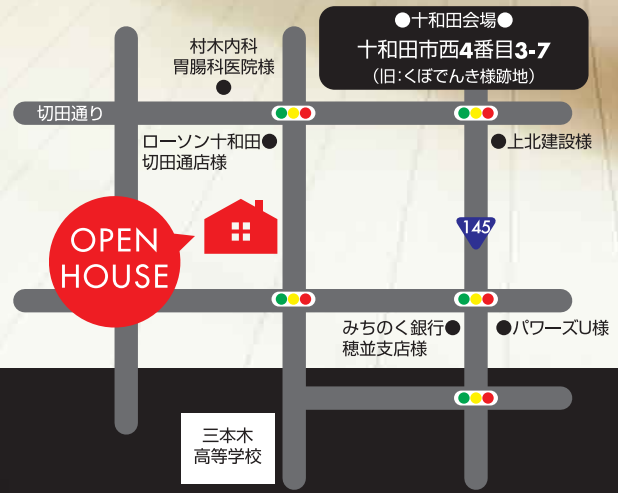 ●十和田会場●
十和田市西4番目3-7
（旧：くぼでんき様跡地）
村木内科
胃腸科医院様
切田通り
ローソン十和田
切田通店様
上北建設様
145
OPEN
HOUSE
みちのく銀行
穂並支店様
パワーズU様
三本木
高等学校